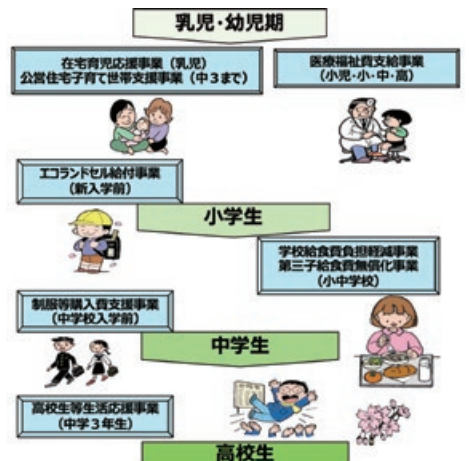 乳児・幼児期
在宅育児応援事業（乳児）
公営住宅子育て世帯支援事業（中３まで）
医療福祉費支給事業
（小児・小・中・高）
エコランドセル給付事業
（新入学前）
小学生
学校給食費負担軽減事業
第三子給食費無償化事業
（小中学校）
制服等購入費支援事業
（中学校入学前）
中学生
高校生等生活応援事業
（中学３年生）
高校生